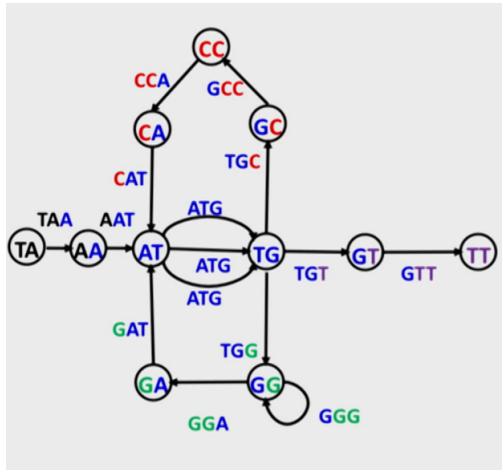 CC
CCA
GCC
CA
GC
CAT
TGC
TAA AAT ATG
TA AA AT ATG TG GT TT
ATG
TGT GTT
GAT
TGG
GA GG
GGA GGG